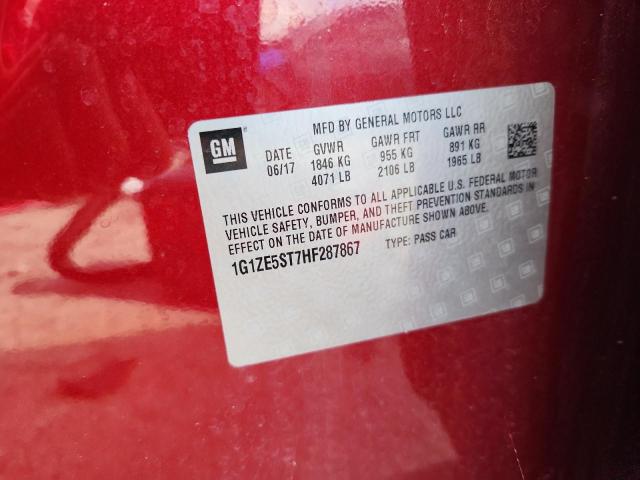 GM
MFD BY GENERAL MOTORS LLC
DATE GVWR GAWR FRT GAWR RR
06/17 1846 KG 955 KG 891 KG
4071 LB 2106 LB 1965 LB
THIS VEHICLE CONFORMS TO ALL APPLICABLE U.S. FEDERAL MOTOR
VEHICLE SAFETY, BUMPER, AND THEFT PREVENTION STANDARDS IN
EFFECT ON THE DATE OF MANUFACTURE SHOWN ABOVE.
1G1ZE5ST7HF287867 TYPE: PASS CAR